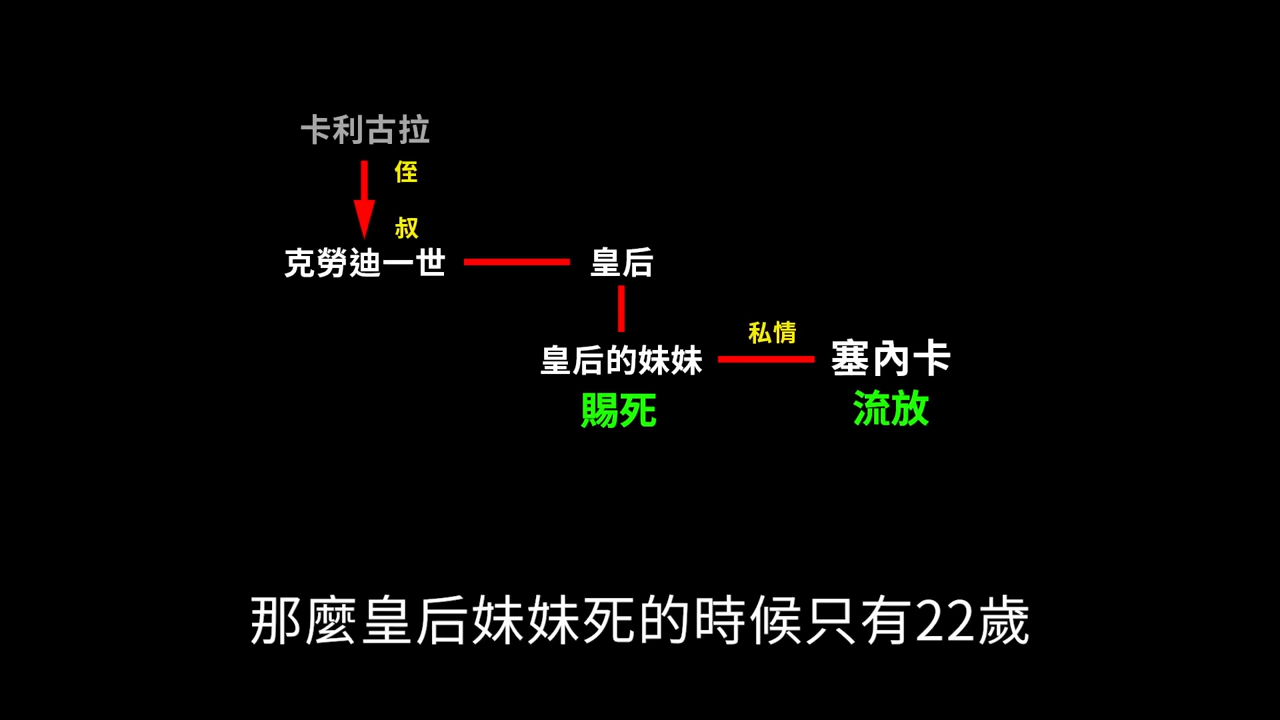 卡利古拉
侄
叔
克勞迪一世
皇后
私情
皇后的妹妹
塞內卡
賜死
流放
那麼皇后妹妹死的時候只有22歲